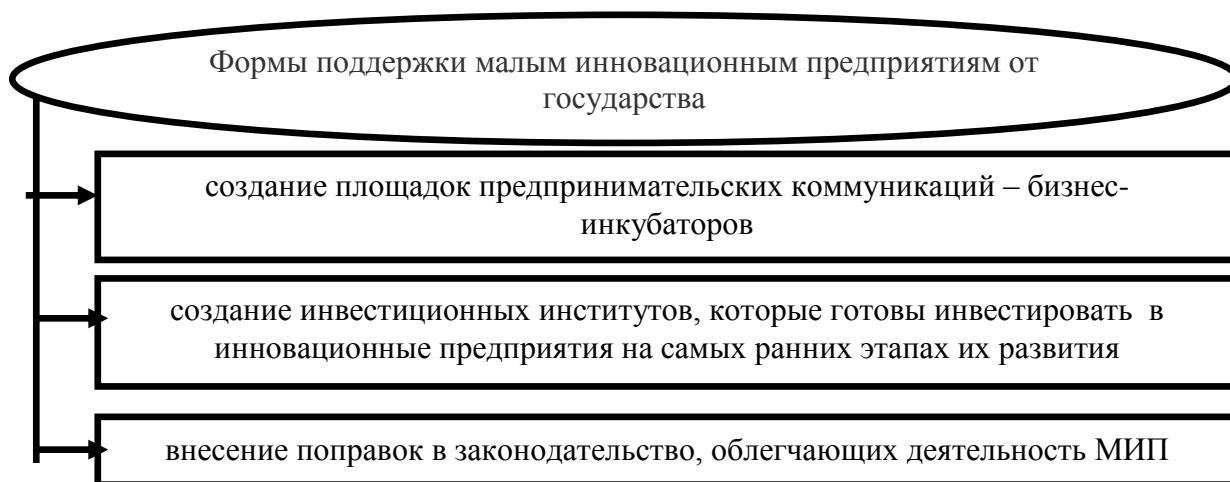 Формы поддержки малым инновационным предприятиям от
государства
создание площадок предпринимательских коммуникаций – бизнес-
инкубаторов
создание инвестиционных институтов, которые готовы инвестировать в
инновационные предприятия на самых ранних этапах их развития
внесение поправок в законодательство, облегчающих деятельность МИП